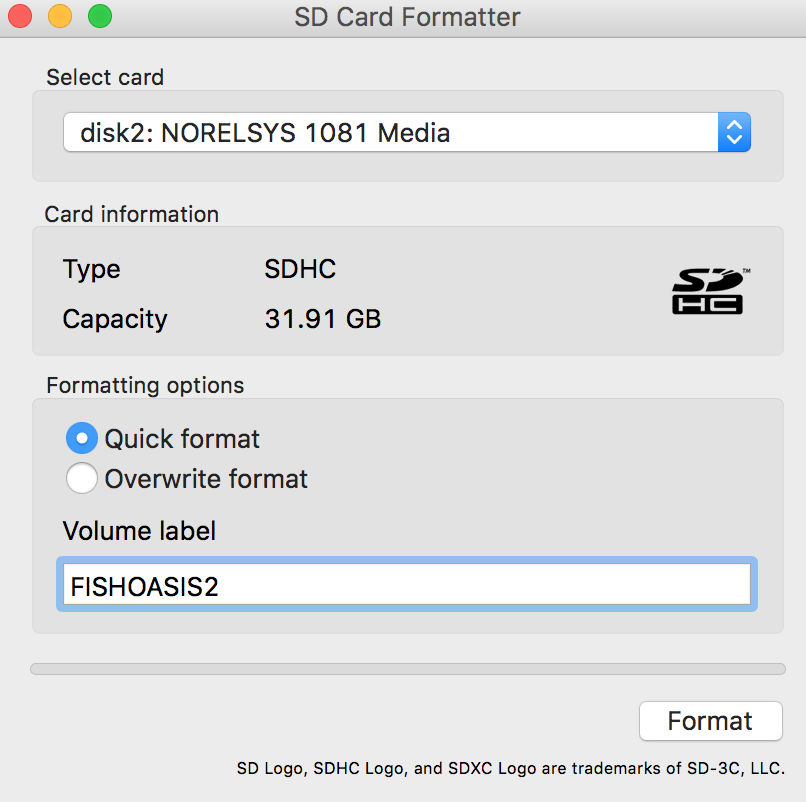 SD Card Formatter
Select card
disk2: NORELSYS 1081 Media
Card information
Type SDHC
Capacity 31.91 GB
SD™
HC
Formatting options
Quick format
Overwrite format
Volume label
FISHOASIS2
Format
SD Logo, SDHC Logo, and SDXC Logo are trademarks of SD-3C, LLC.